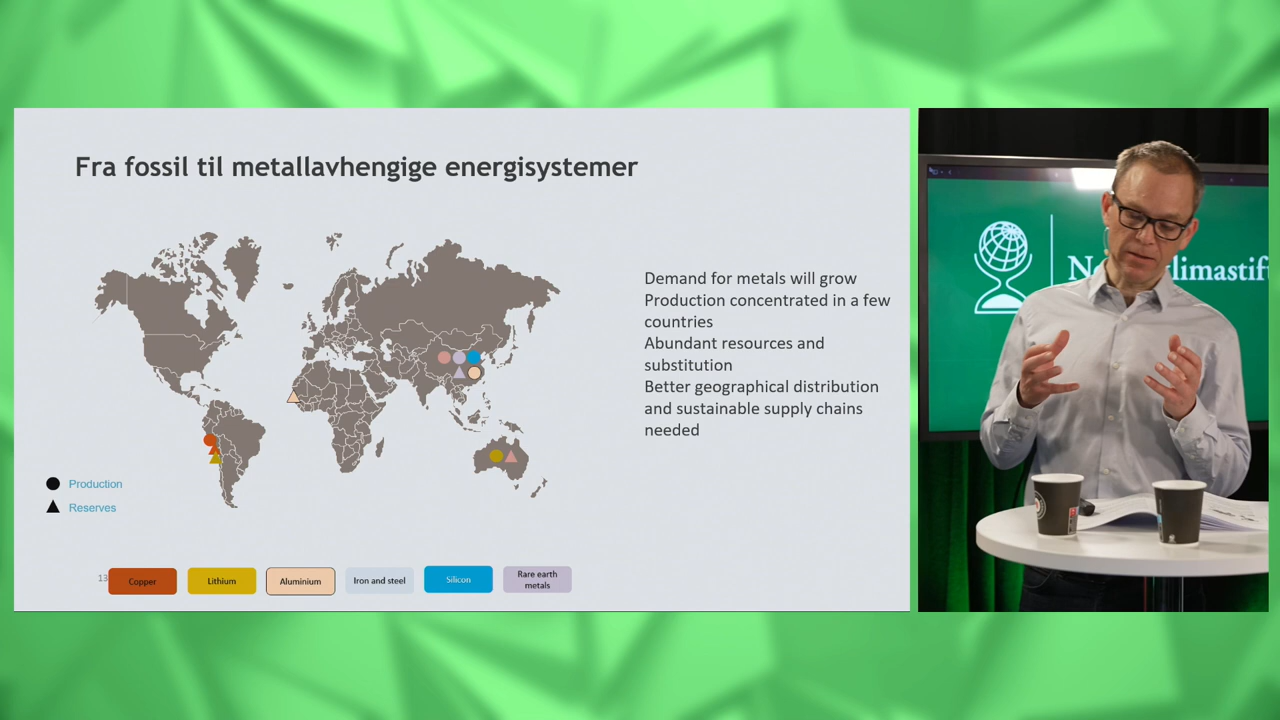 Fra fossil til metallavhengige energisystemer
Demand for metals will grow
Production concentrated in a few
countries
Abundant resources and
substitution
Better geographical distribution
and sustainable supply chains
needed
Production
Reserves
13
Copper
Lithium
Aluminium
Iron and steel
Silicon
Rare earth
metals